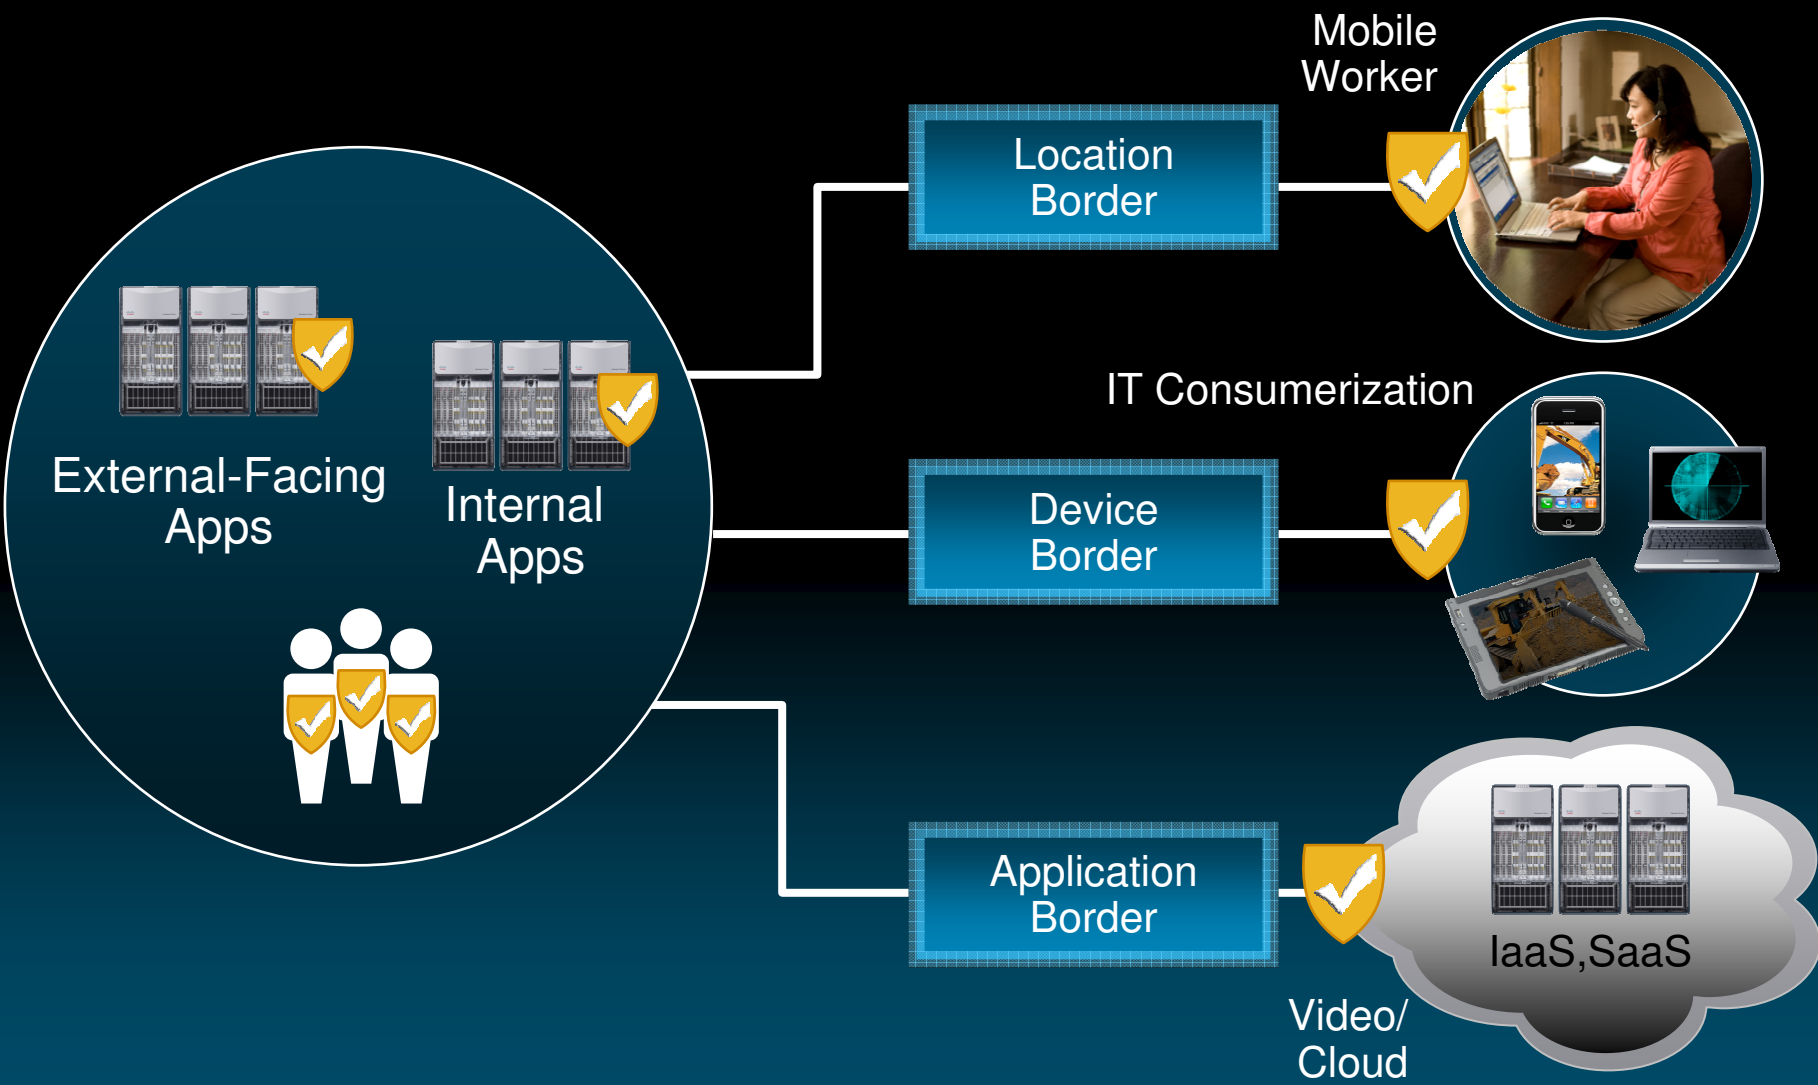 Mobile
Worker
Location
Border
IT Consumerization
External-Facing
Apps
Internal
Apps
Device
Border
Application
Border
IaaS,SaaS
Video/
Cloud